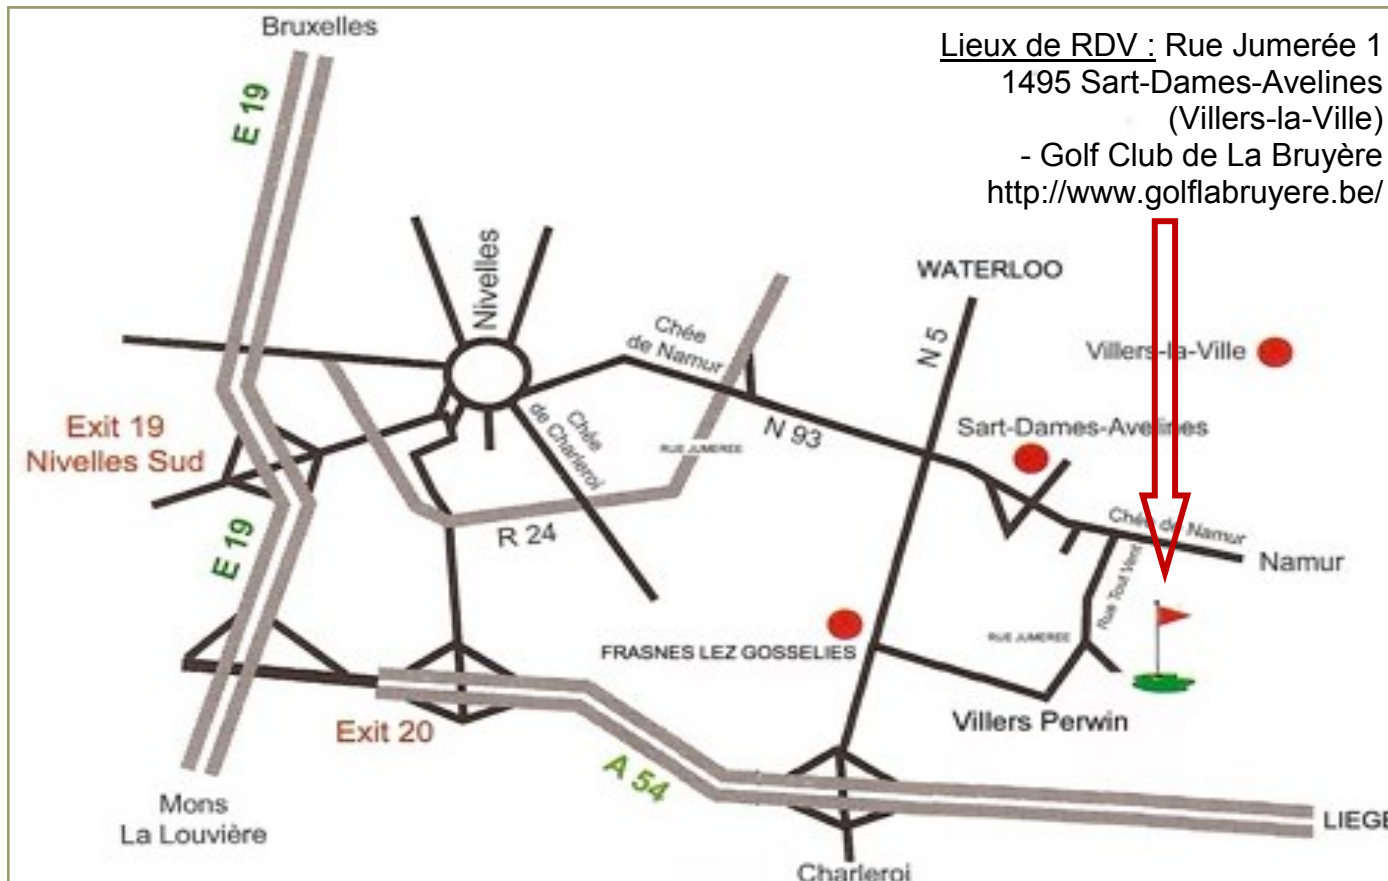 Bruxelles
Lieux de RDV : Rue Jumerée 1
1495 Sart-Dames-Avelines
(Villers-la-Ville)
- Golf Club de La Bruyère
http://www.golflabruyere.be/
E 19
Nivelles
WATERLOO
Chée
de Namur
N 5
Villers-la-Ville
Exit 19
Nivelles Sud
Chée
de Charleroi
RUE JUMEREE
N 93
Sart-Dames-Avelines
E 19
R 24
Chée de Namur
Namur
Rue Tout Vent
RUE JUMEREE
FRASNES LEZ GOSSELIES
Villers Perwin
Exit 20
A 54
Mons
La Louvière
LIEGE
Charleroi